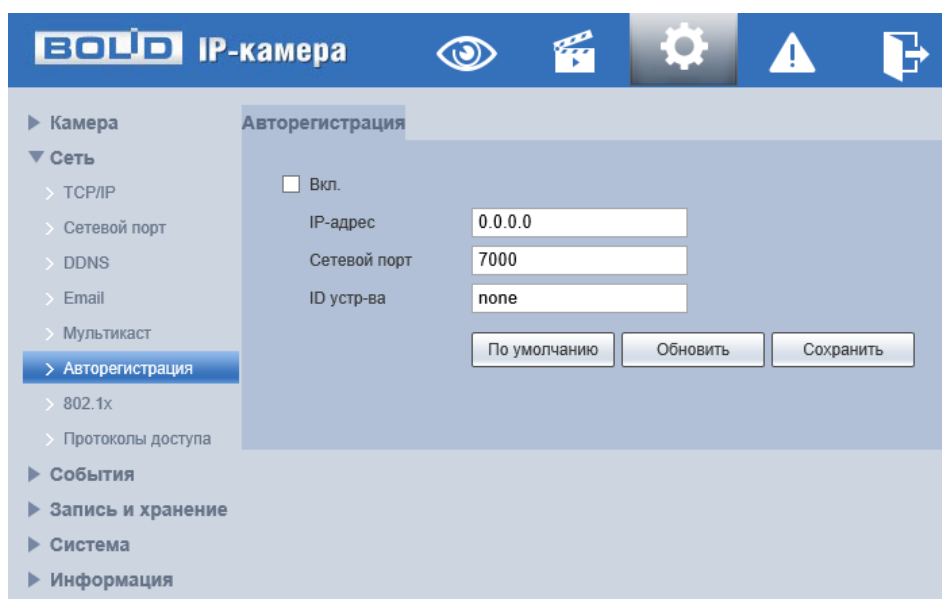 BOLID IP-камера
Камера
Сеть
TCP/IP
Сетевой порт
DDNS
Email
Мультикаст
Авторегистрация
802.1x
Протоколы доступа
События
Запись и хранение
Система
Информация
Авторегистрация
Вкл.
IP-адрес 0.0.0.0
Сетевой порт 7000
ID устр-ва none
По умолчанию Обновить Сохранить